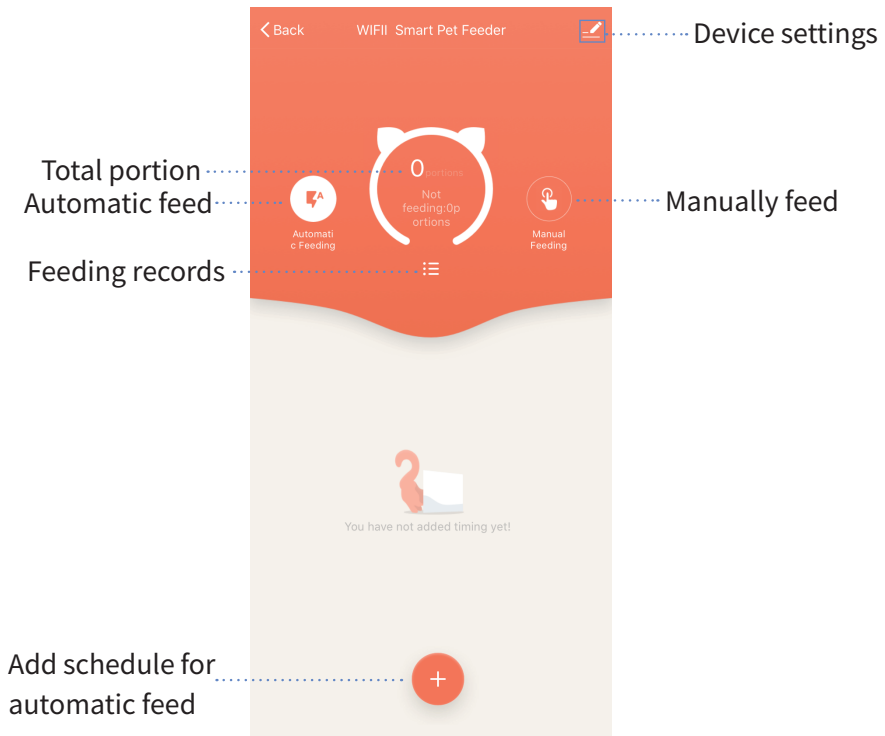 Back
WIFII Smart Pet Feeder
Device settings
Total portion
0 portions
Automatic feed
Not
feeding:0p
ortions
Manually feed
Automati
c Feeding
Manual
Feeding
Feeding records
You have not added timing yet!
Add schedule for
automatic feed